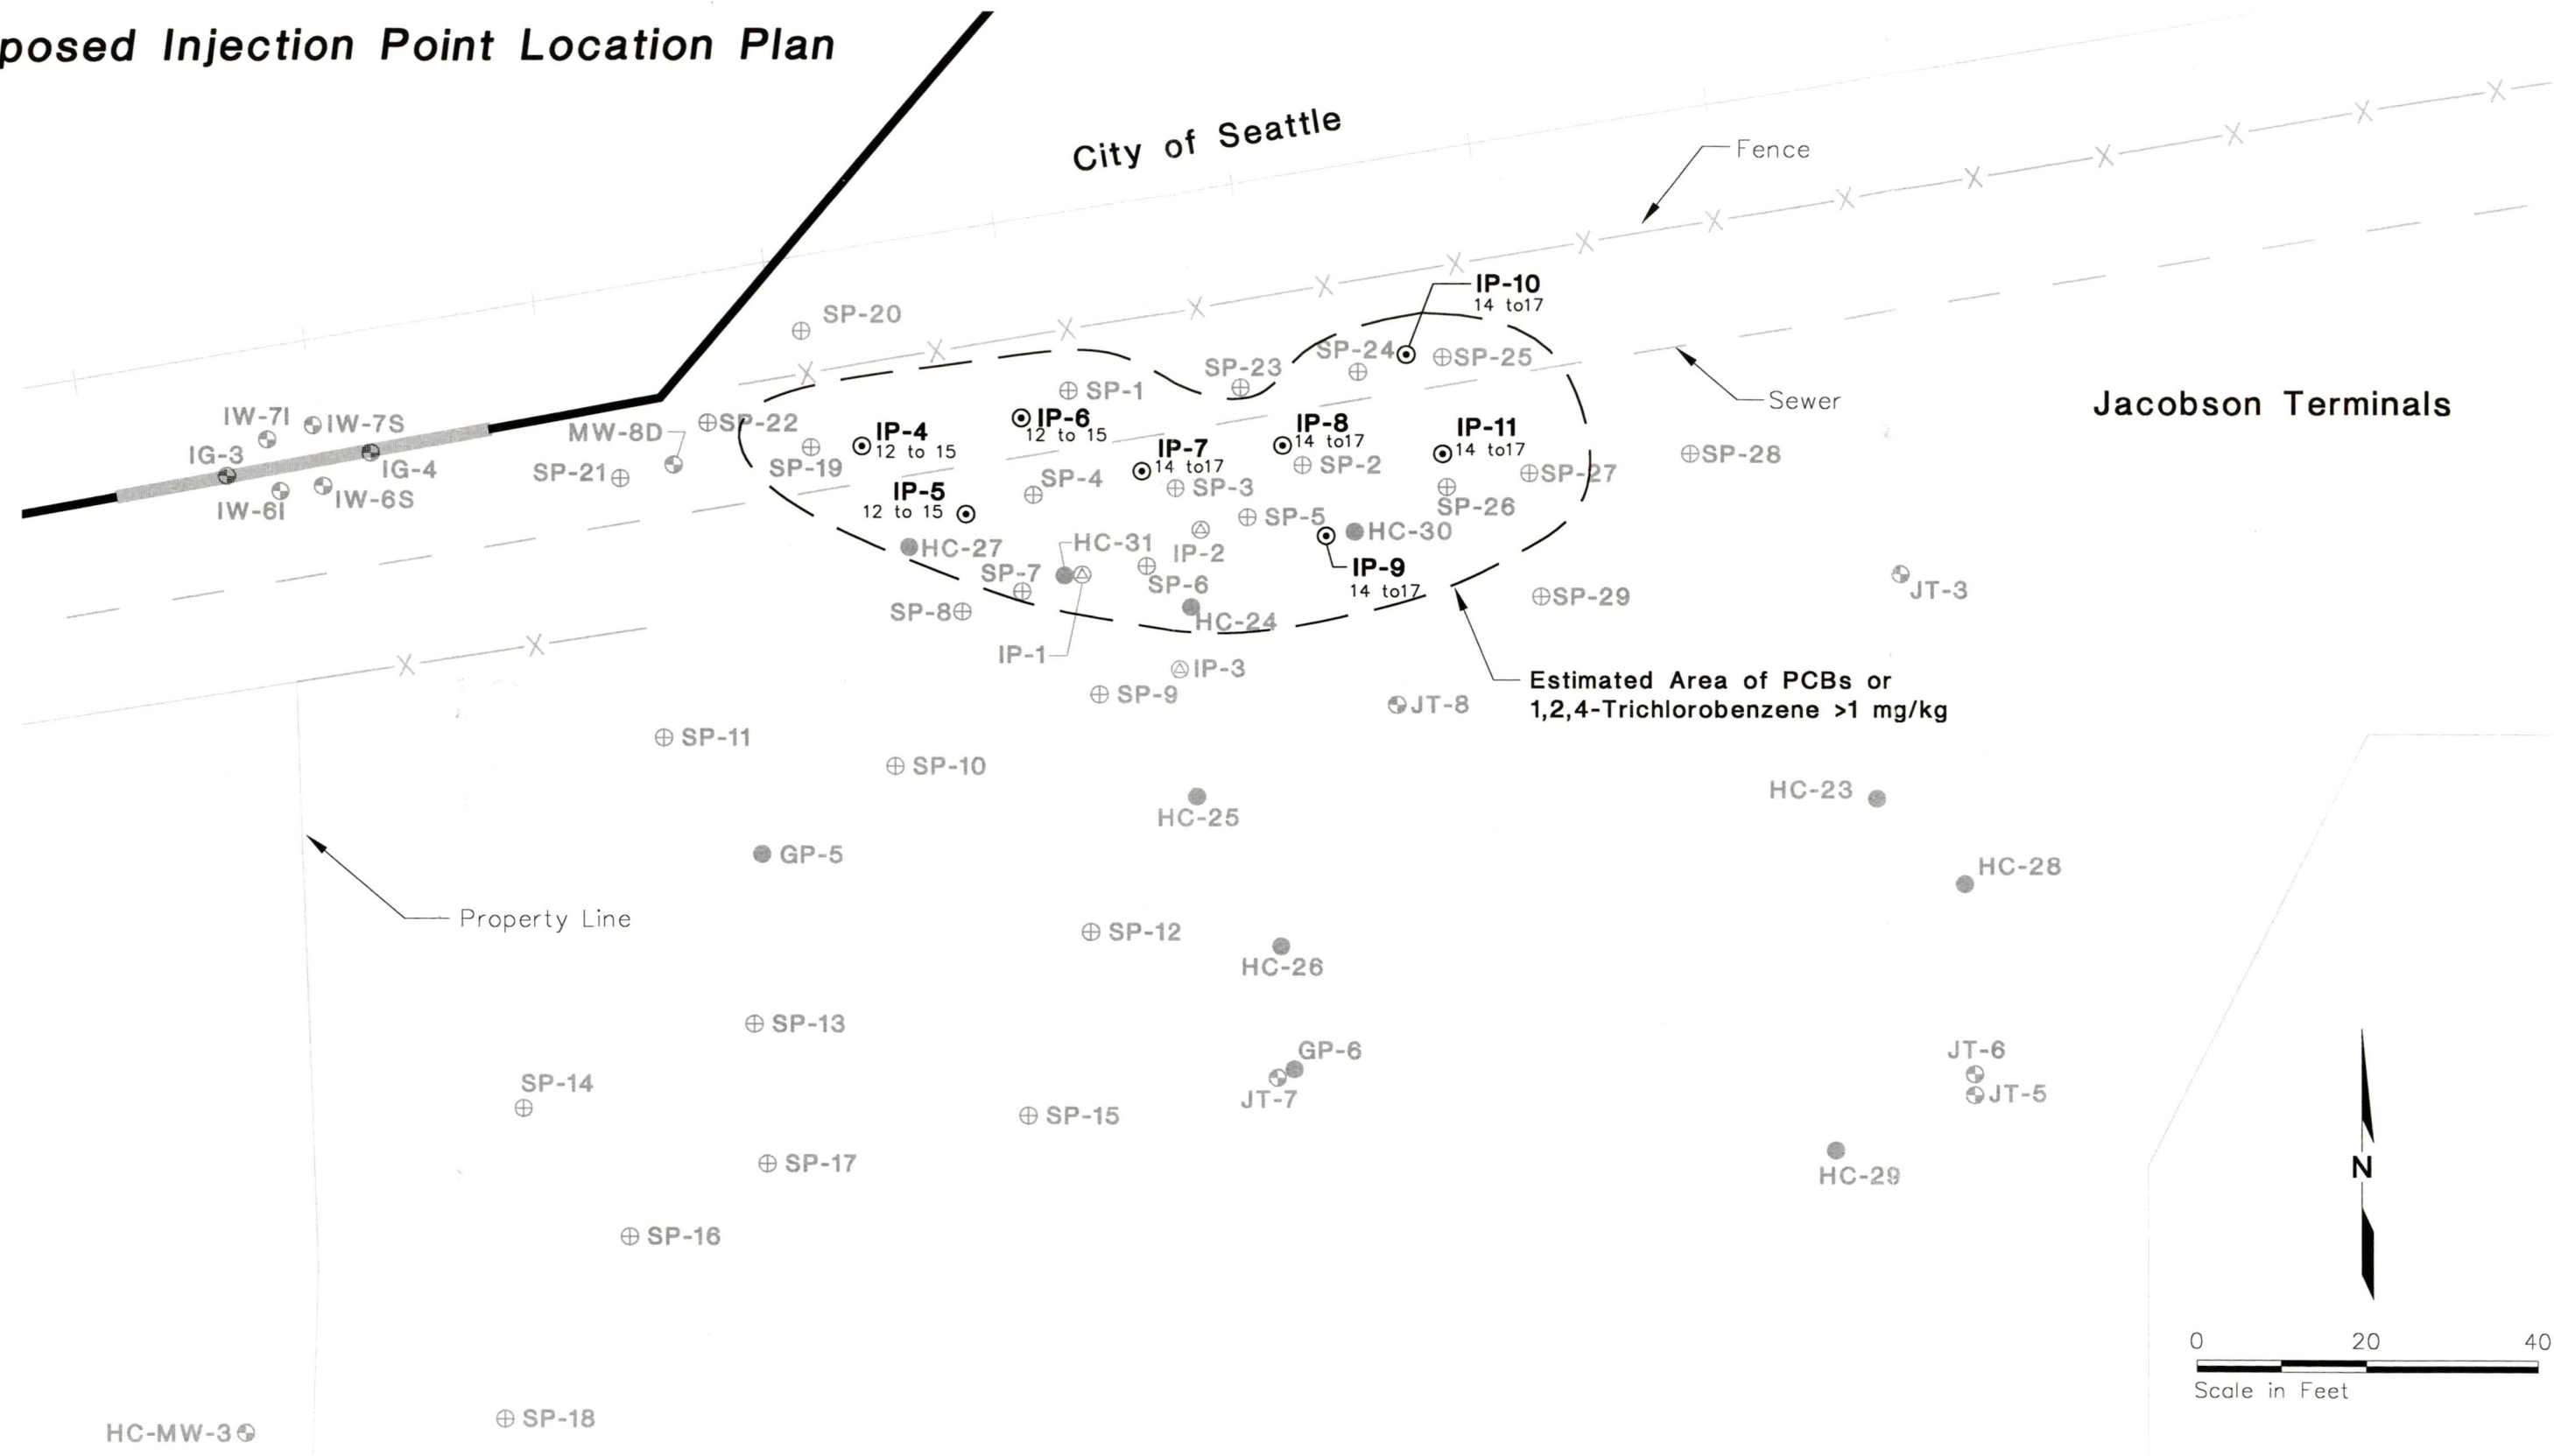 posed Injection Point Location Plan
City of Seattle
Fence
IP-10
14 to17
SP-20
SP-24
SP-25
SP-23
SP-1
Sewer
Jacobson Terminals
IW-7I
IW-7S
MW-8D
SP-22
IP-4
12 to 15
IP-6
12 to 15
IP-8
14 to17
IP-11
14 to17
IP-7
14 to17
IG-3
IG-4
SP-21
SP-19
SP-4
SP-3
SP-2
SP-27
SP-28
IW-6I
IW-6S
IP-5
12 to 15
SP-5
SP-26
HC-30
HC-27
HC-31
IP-2
SP-7
SP-6
IP-9
14 to17
SP-8
HC-24
SP-29
JT-3
IP-1
IP-3
SP-9
JT-8
Estimated Area of PCBs or
1,2,4-Trichlorobenzene >1 mg/kg
SP-11
SP-10
HC-25
HC-23
GP-5
HC-28
Property Line
SP-12
HC-26
SP-13
GP-6
JT-7
JT-6
JT-5
SP-14
SP-15
SP-17
HC-29
N
SP-16
0 20 40
Scale in Feet
SP-18
HC-MW-3